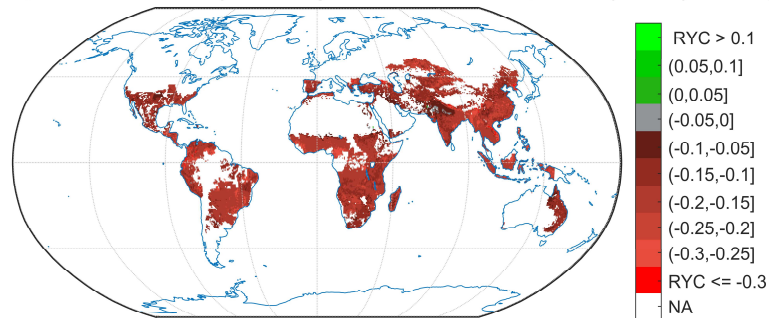 RYC > 0.1
(0.05,0.1]
(0,0.05]
(-0.05,0]
(-0.1,-0.05]
(-0.15,-0.1]
(-0.2,-0.15]
(-0.25,-0.2]
(-0.3,-0.25]
RYC <= -0.3
NA